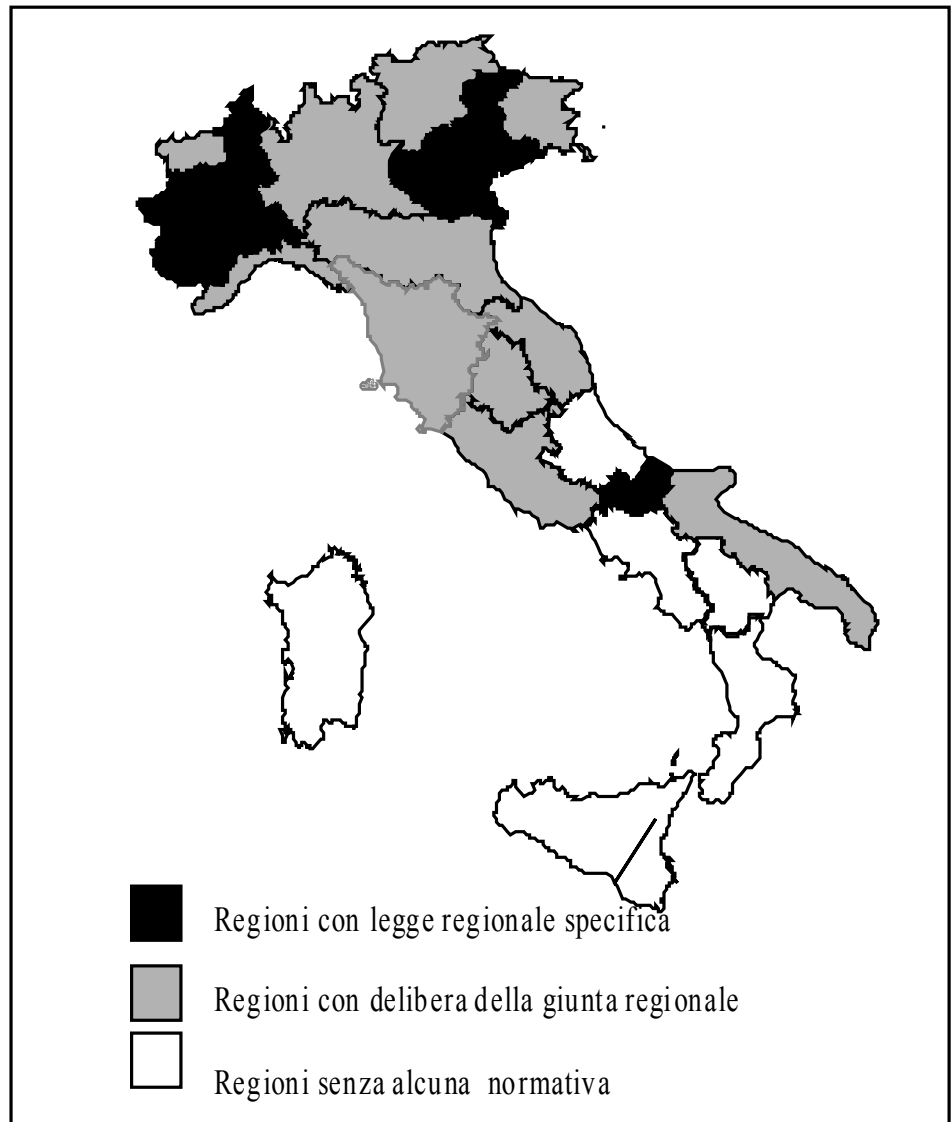 Regioni con legge regionale specifica
Regioni con delibera della giunta regionale
Regioni senza alcuna normativa